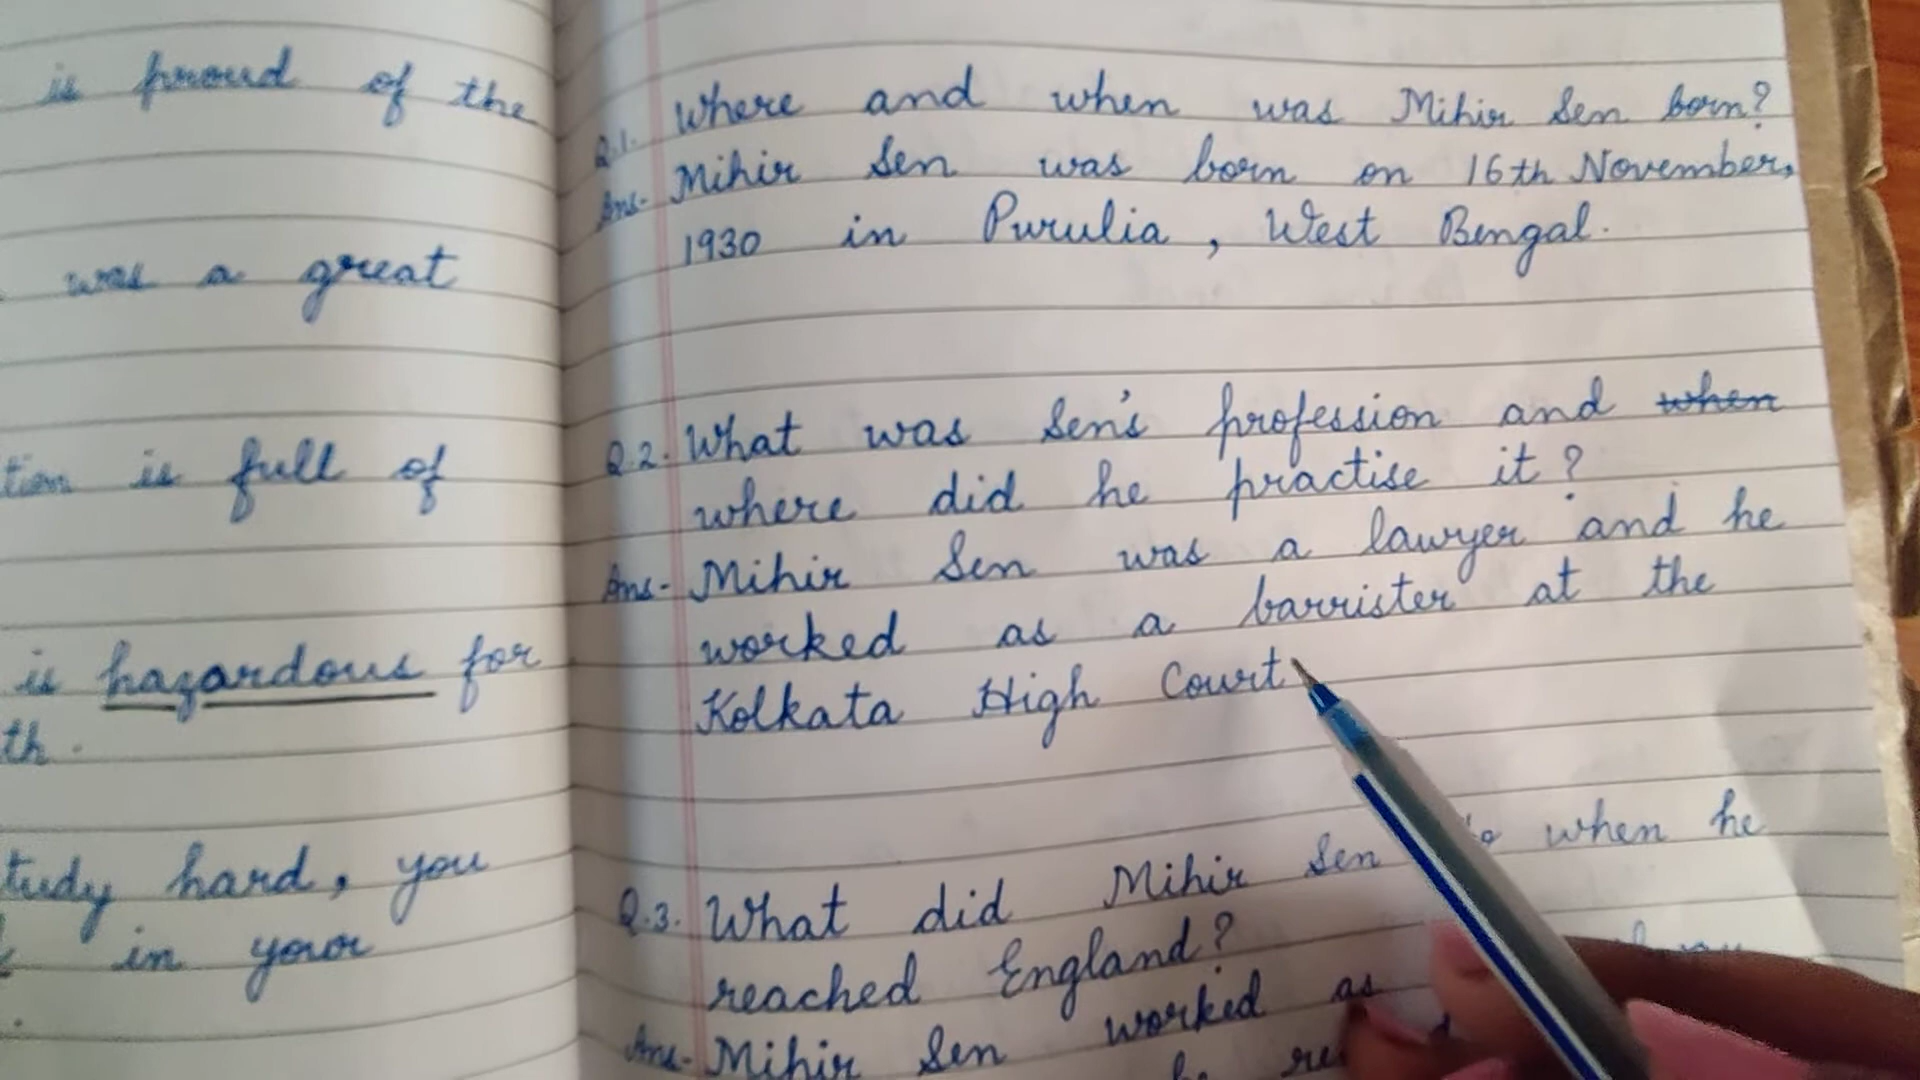 is proud of the
was a great
tion is full of
is hazardous for
th.
tudy hard, you
in your
Q.1. Where and when was Mihir Sen born?
Ans- Mihir Sen was born on 16th November,
1930 in Purulia, West Bengal.
Q.2. What was Sen's profession and when
where did he practise it?
Ans- Mihir Sen was a lawyer and he
worked as a barrister at the
Kolkata High Court
Q.3. What did Mihir Sen when he
reached England?
Ans- Mihir Sen worked as